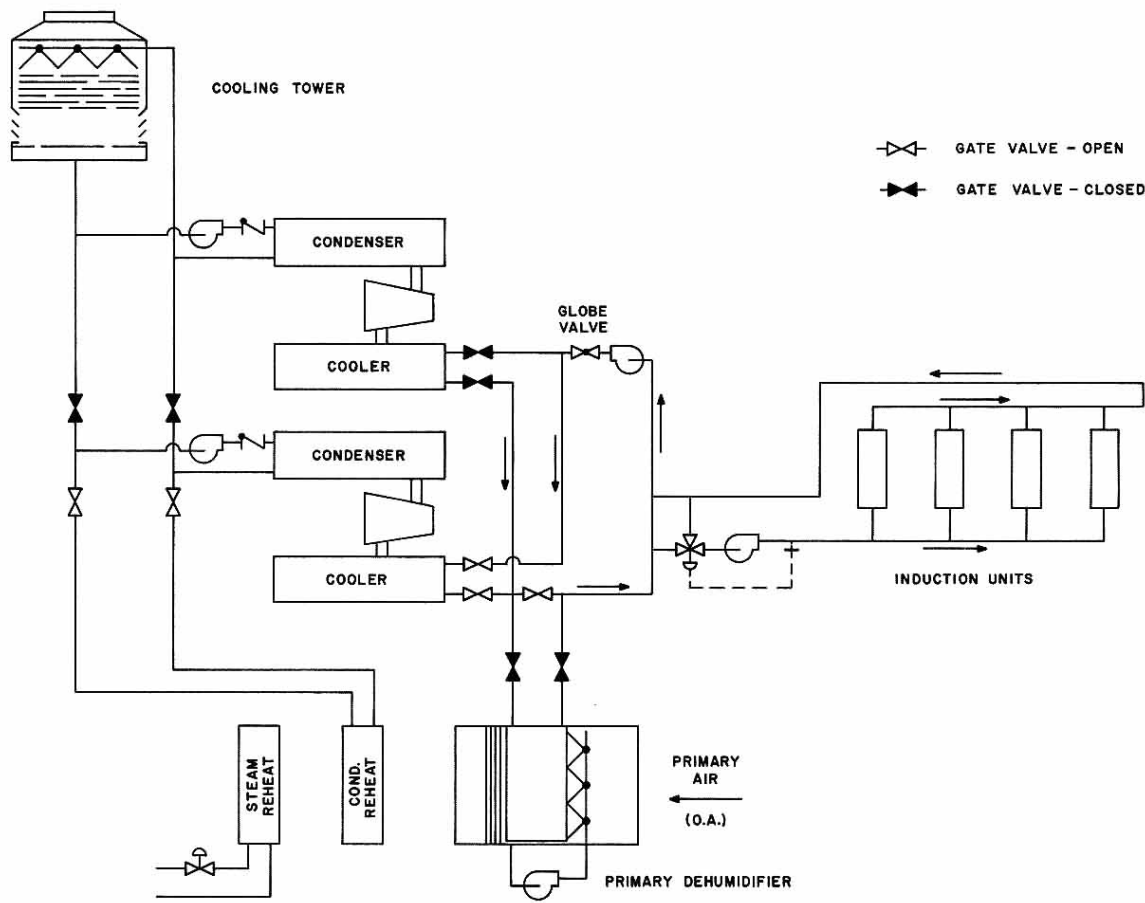 COOLING TOWER
GATE VALVE - OPEN
GATE VALVE - CLOSED
CONDENSER
GLOBE
VALVE
COOLER
CONDENSER
COOLER
INDUCTION UNITS
STEAM
REHEAT
COND.
REHEAT
PRIMARY
AIR
(O.A.)
PRIMARY DEHUMIDIFIER